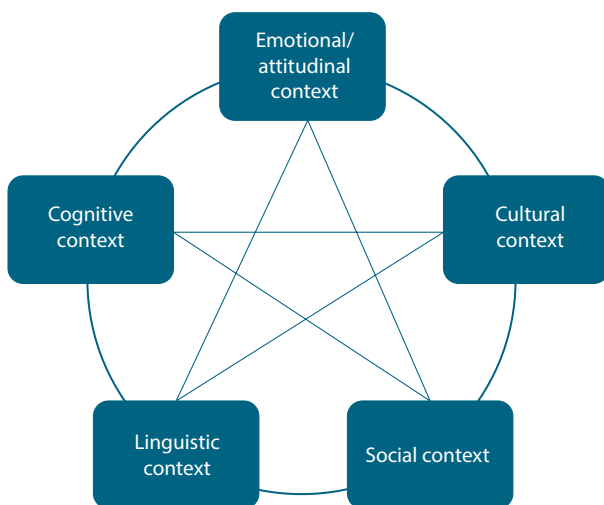 Emotional/
attitudinal
context
Cognitive
context
Cultural
context
Linguistic
context
Social context